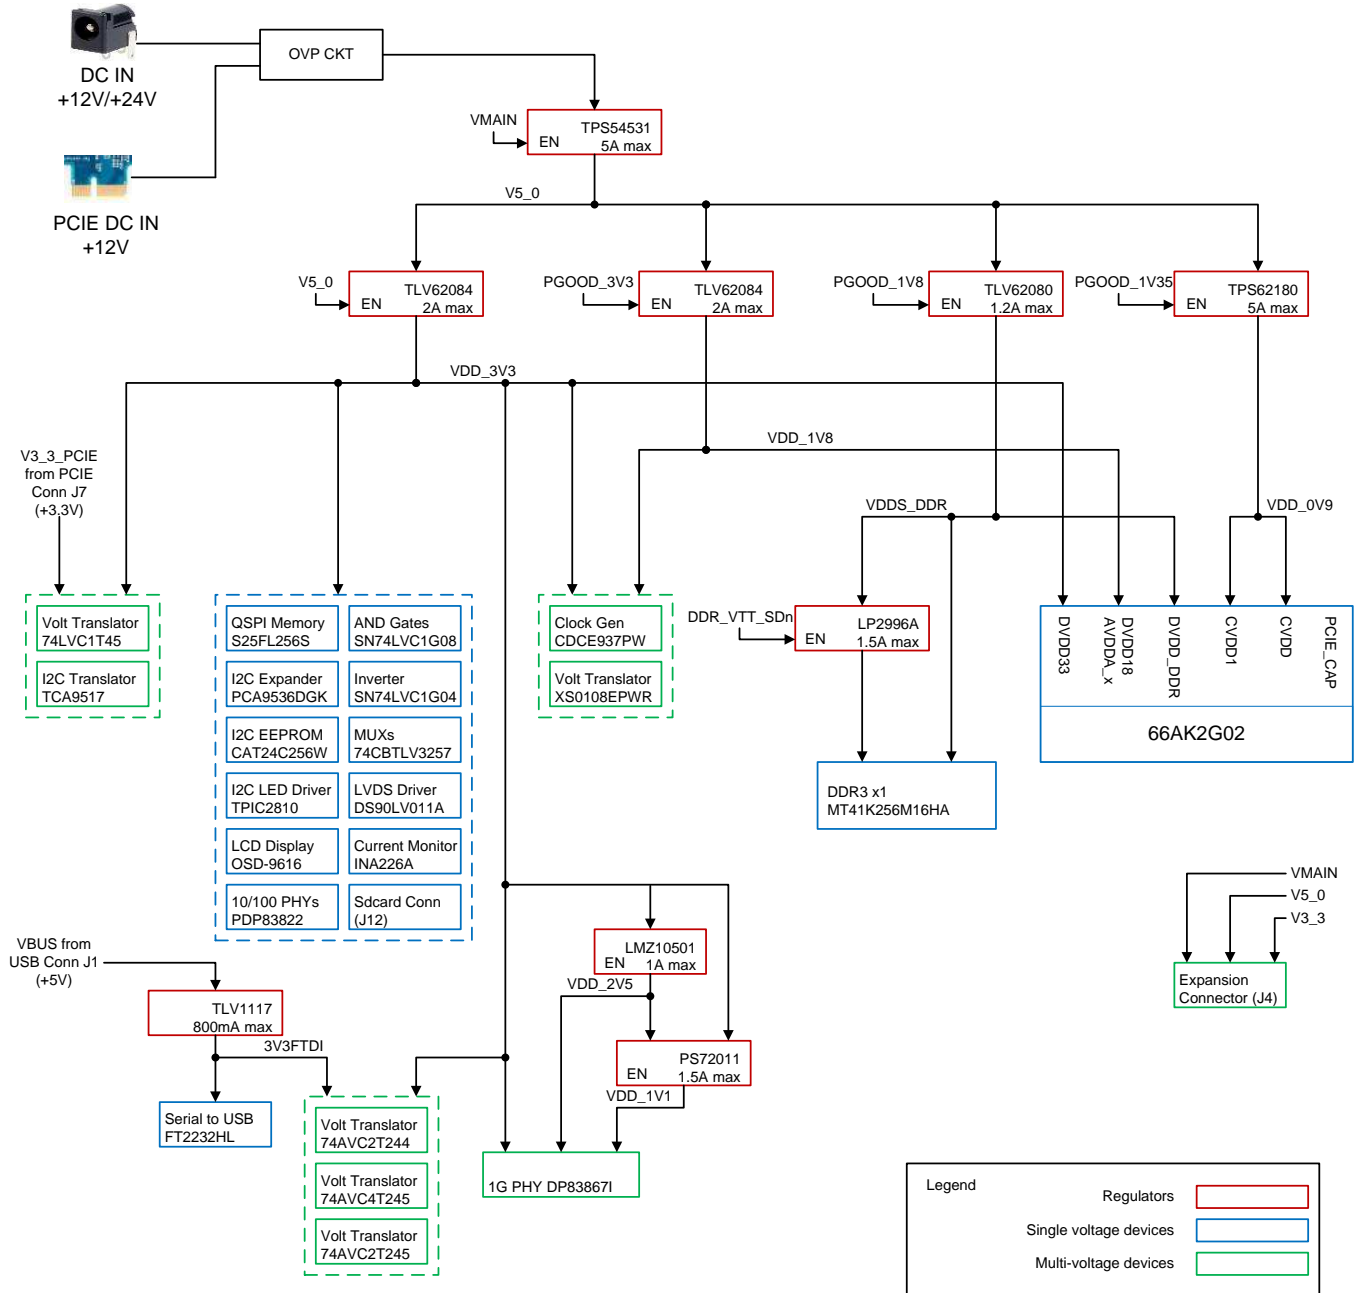 DC IN
+12V/+24V
OVP CKT
PCIE DC IN
+12V
VMAIN
EN
TPS54531
5A max
V5_0
V5_0
EN
TLV62084
2A max
PGOOD_3V3
EN
TLV62084
2A max
PGOOD_1V8
EN
TLV62080
1.2A max
PGOOD_1V35
EN
TPS62180
5A max
VDD_3V3
VDD_1V8
VDDS_DDR
VDD_0V9
V3_3_PCIE
from PCIE
Conn J7
(+3.3V)
Volt Translator
74LVC1T45
I2C Translator
TCA9517
QSPI Memory
S25FL256S
AND Gates
SN74LVC1G08
I2C Expander
PCA9536DGK
Inverter
SN74LVC1G04
I2C EEPROM
CAT24C256W
MUXs
74CBTLV3257
I2C LED Driver
TPIC2810
LVDS Driver
DS90LV011A
LCD Display
OSD-9616
Current Monitor
INA226A
10/100 PHYs
PDP83822
Sdcard Conn
(J12)
Clock Gen
CDCE937PW
Volt Translator
XS0108EPWR
DDR_VTT_SDn
EN
LP2996A
1.5A max
DVDD33
AVDDA_x
DVDD18
DVDD_DDR
CVDD1
CVDD
PCIE_CAP
66AK2G02
DDR3 x1
MT41K256M16HA
VMAIN
V5_0
V3_3
Expansion
Connector (J4)
VBUS from
USB Conn J1
(+5V)
TLV1117
800mA max
3V3FTDI
Serial to USB
FT2232HL
Volt Translator
74AVC2T244
Volt Translator
74AVC4T245
Volt Translator
74AVC2T245
LMZ10501
EN
1A max
VDD_2V5
PS72011
EN
1.5A max
VDD_1V1
1G PHY DP83867I
Legend
Regulators
Single voltage devices
Multi-voltage devices